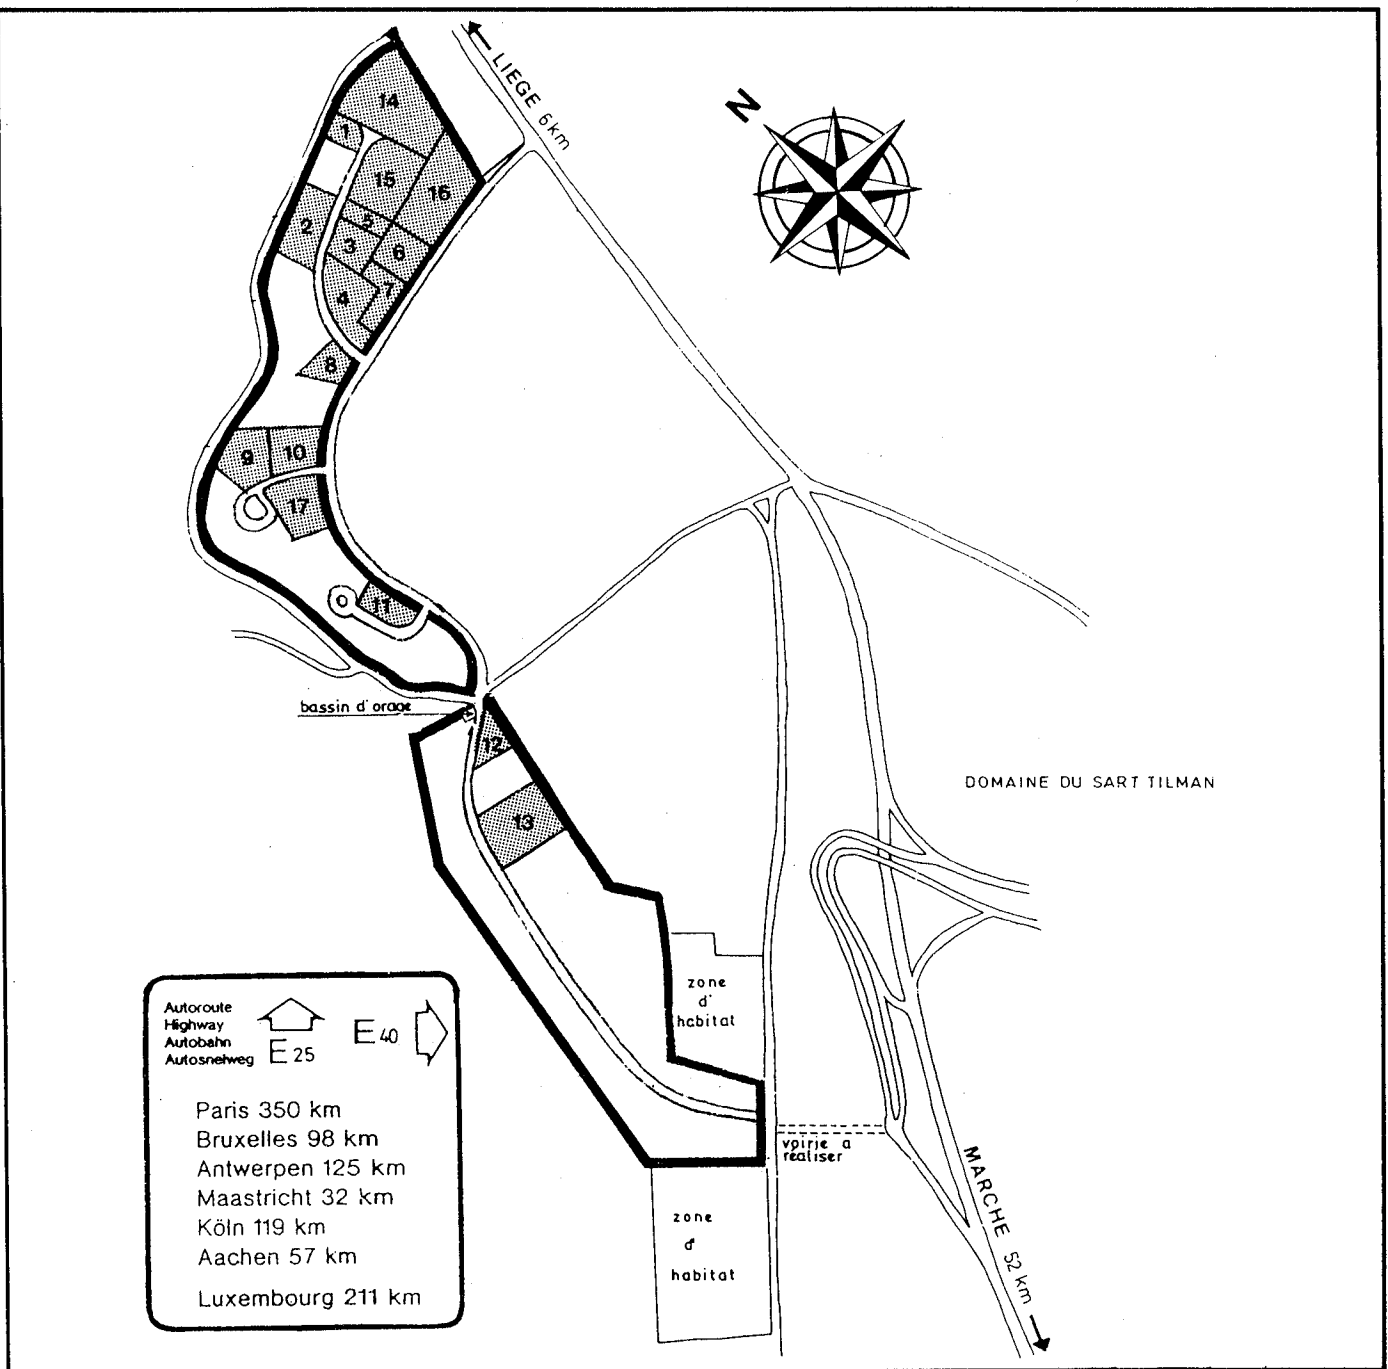 LIEGE 6 km
N
14
1
15
16
2
5
3
6
4
7
8
9
10
17
11
bassin d'orage
12
13
DOMAINE DU SART TILMAN
zone
d'
habitat
voirie a
réaliser
MARCHE 52 km
zone
d'
habitat
Autoroute
Highway
Autobahn
Autosnelweg
E 25
E 40
Paris 350 km
Bruxelles 98 km
Antwerpen 125 km
Maastricht 32 km
Köln 119 km
Aachen 57 km
Luxembourg 211 km